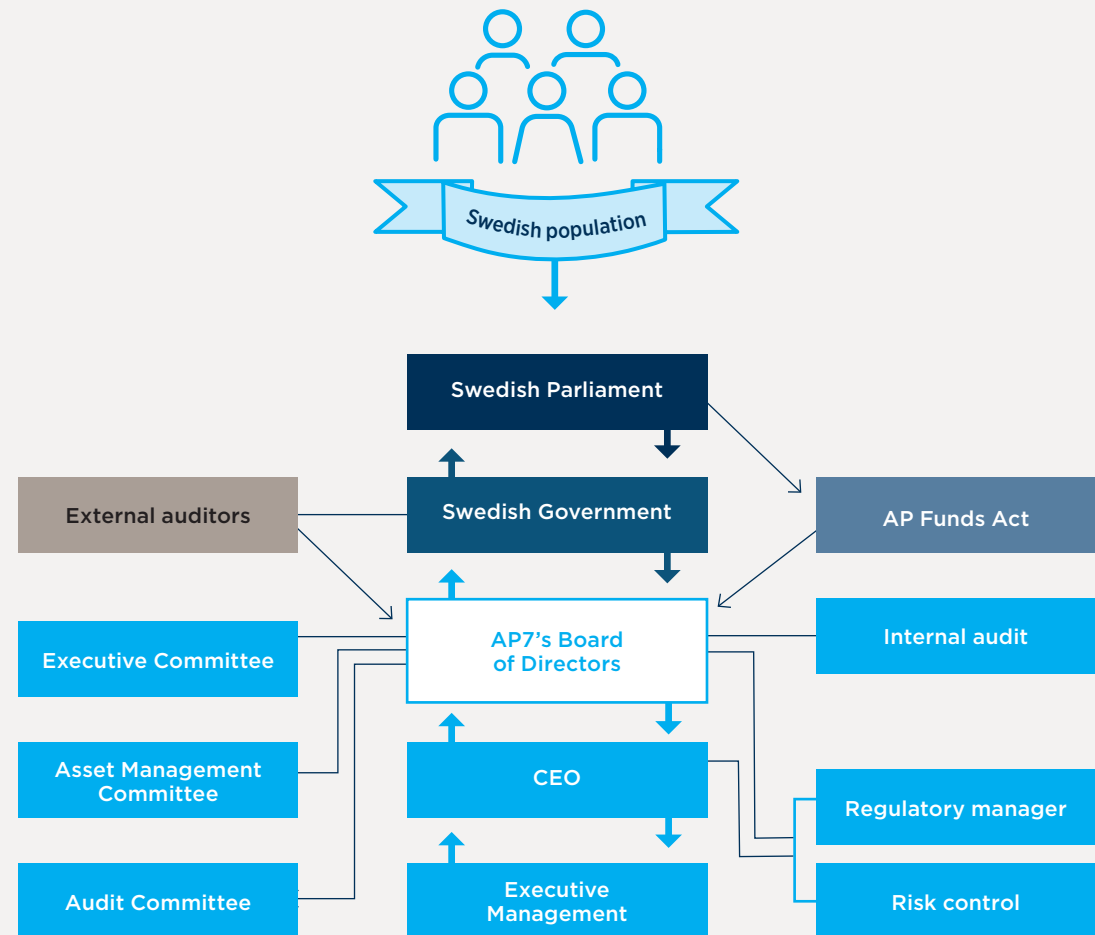 Swedish population
Swedish Parliament
External auditors
Swedish Government
AP Funds Act
Executive Committee
AP7's Board
of Directors
Internal audit
Asset Management
Committee
CEO
Regulatory manager
Audit Committee
Executive
Management
Risk control